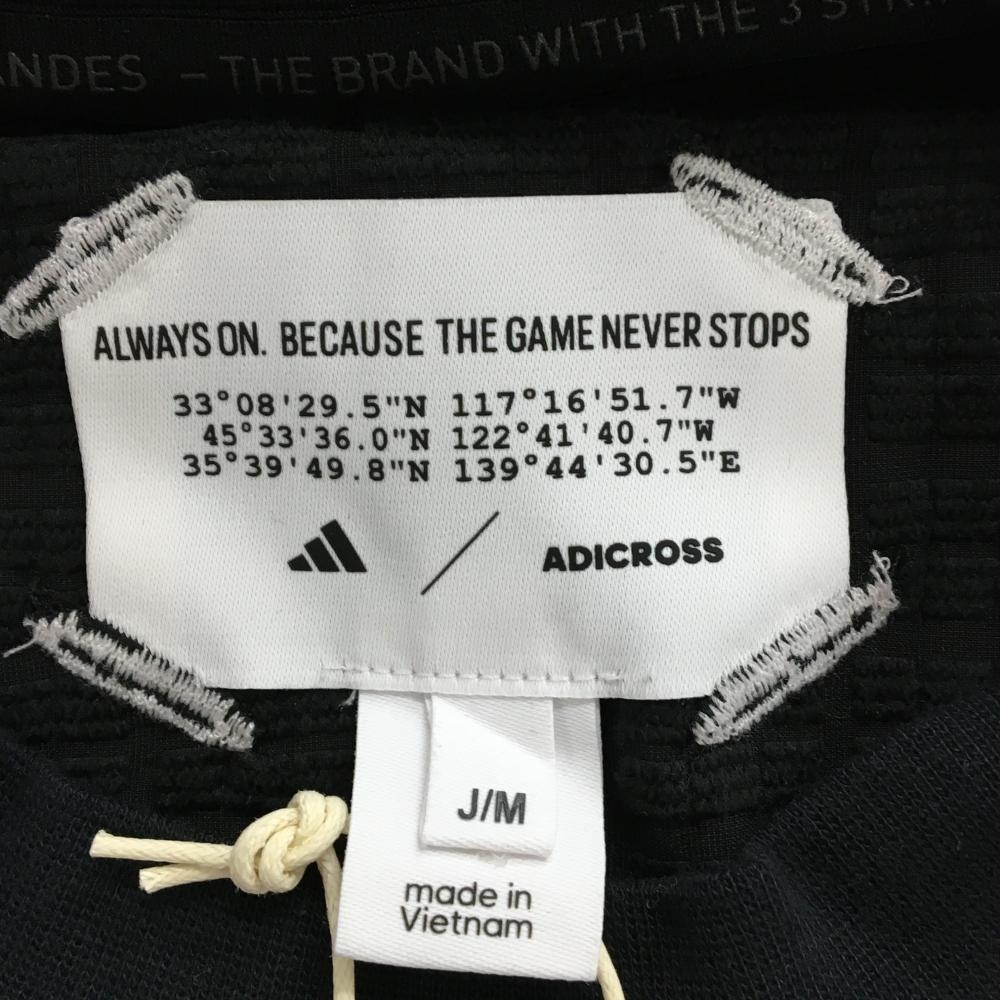 – THE BRAND WITH THE 3
ALWAYS ON. BECAUSE THE GAME NEVER STOPS
33°08'29.5"N 117°16'51.7"W
45°33'36.0"N 122°41'40.7"W
35°39'49.8"N 139°44'30.5"E
ADICROSS
J/M
made in
Vietnam